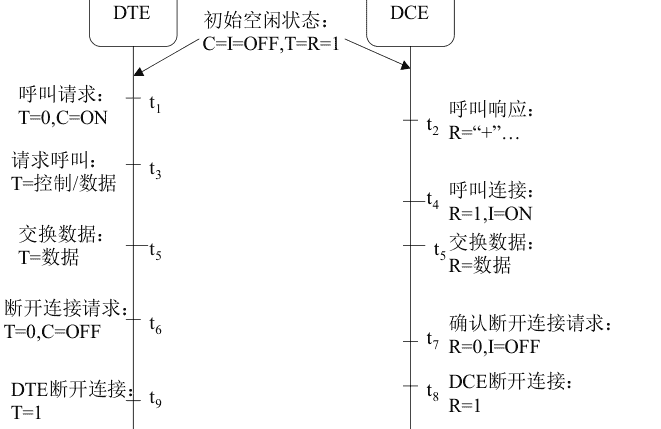 DTE
初始空闲状态：
C=I=OFF,T=R=1
DCE
呼叫请求：
T=0,C=ON
t1
t2
呼叫响应：
R=“+”…
请求呼叫：
T=控制/数据
t3
t4
呼叫连接：
R=1,I=ON
交换数据：
T=数据
t5
t5
交换数据：
R=数据
断开连接请求：
T=0,C=OFF
t6
t7
确认断开连接请求：
R=0,I=OFF
t8
DCE断开连接：
R=1
DTE断开连接：
T=1
t9